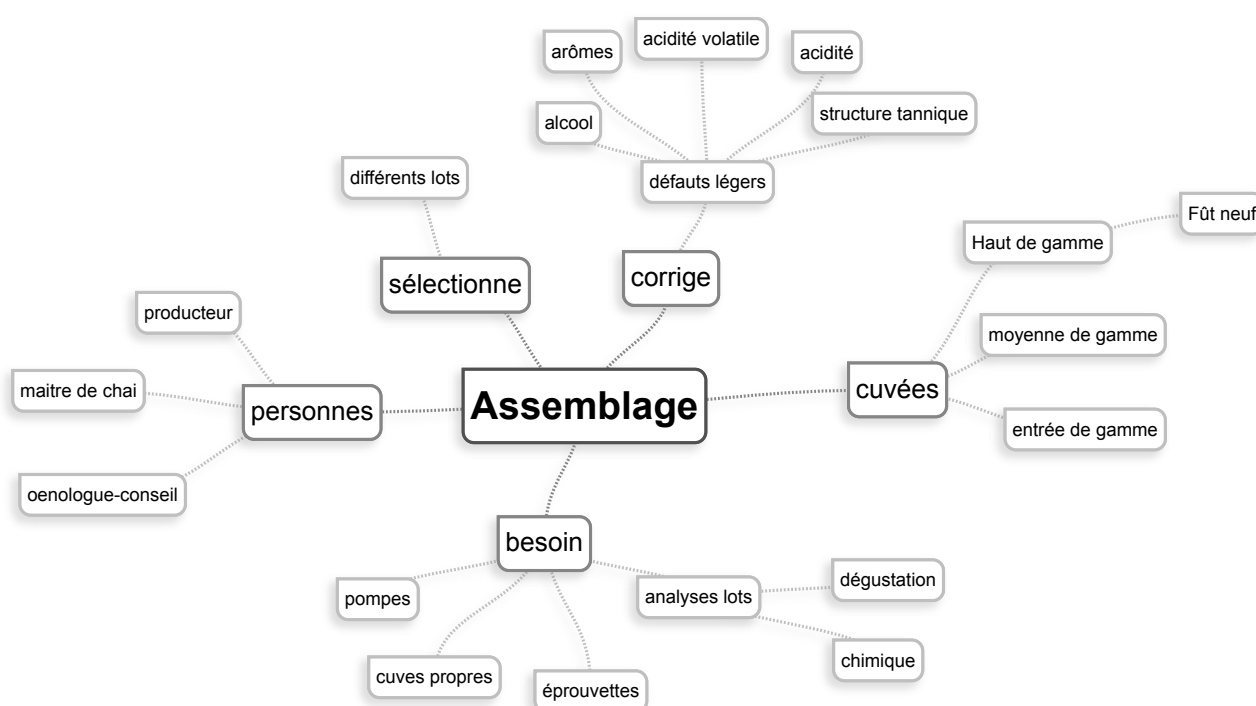 acidité volatile
arômes
acidité
structure tannique
alcool
défauts légers
différents lots
Fût neuf
Haut de gamme
corrige
sélectionne
producteur
moyenne de gamme
maitre de chai
cuvées
personnes
Assemblage
entrée de gamme
oenologue-conseil
besoin
dégustation
pompes
analyses lots
chimique
cuves propres
éprouvettes